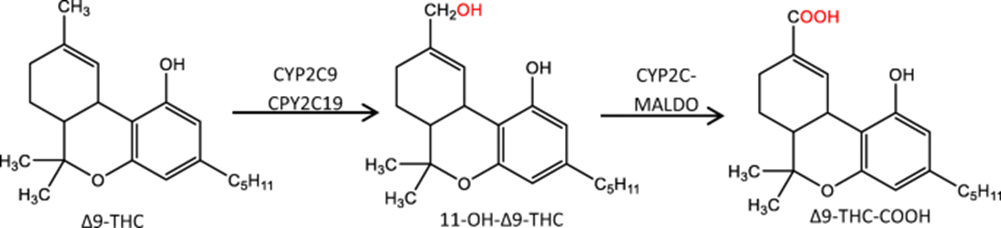 CH₃
OH
H₃C
H₃C
O
C₅H₁₁
Δ9-THC
CYP2C9
CPY2C19
CH₂OH
OH
H₃C
H₃C
O
C₅H₁₁
11-OH-Δ9-THC
CYP2C-
MALDO
COOH
OH
H₃C
H₃C
O
C₅H₁₁
Δ9-THC-COOH